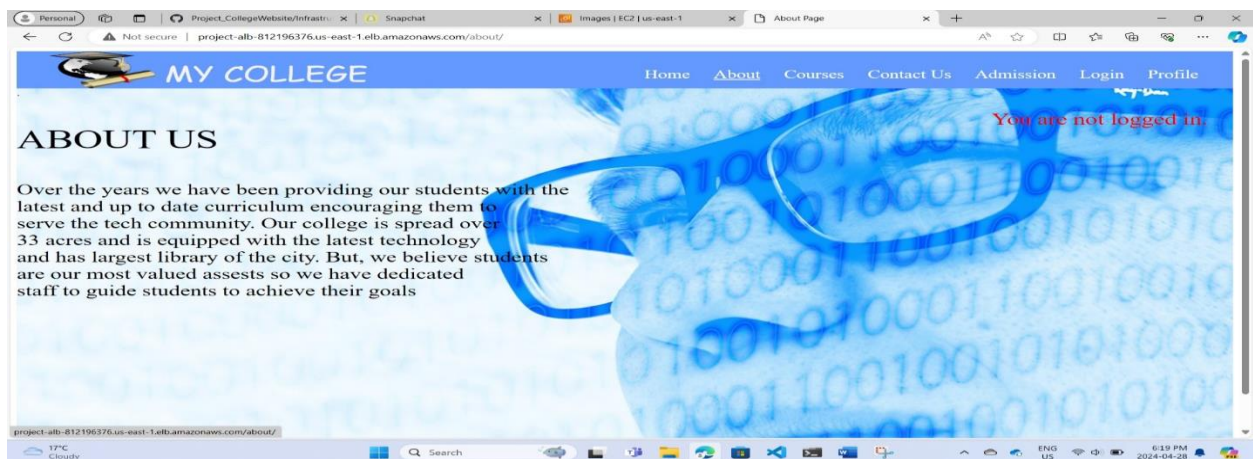 Personal
Project_CollegeWebsite/Infrastru
Snapchat
Images | EC2 | us-east-1
About Page
Not secure | project-alb-812196376.us-east-1.elb.amazonaws.com/about/
MY COLLEGE
Home About Courses Contact Us Admission Login Profile
You are not logged in.
ABOUT US
Over the years we have been providing our students with the
latest and up to date curriculum encouraging them to
serve the tech community. Our college is spread over
33 acres and is equipped with the latest technology
and has largest library of the city. But, we believe students
are our most valued assests so we have dedicated
staff to guide students to achieve their goals
project-alb-812196376.us-east-1.elb.amazonaws.com/about/
17°C
Cloudy
Search
ENG
US
6:19 PM
2024-04-28